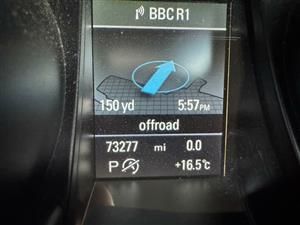 BBC R1
150 yd 5:57PM
offroad
73277 mi 0.0
P +16.5°C